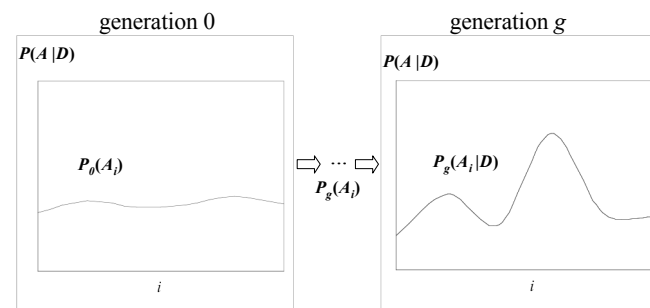 generation 0
generation g
P(A |D)
P(A |D)
P0(Ai)
Pg(Ai|D)
...
Pg(Ai)
i
i